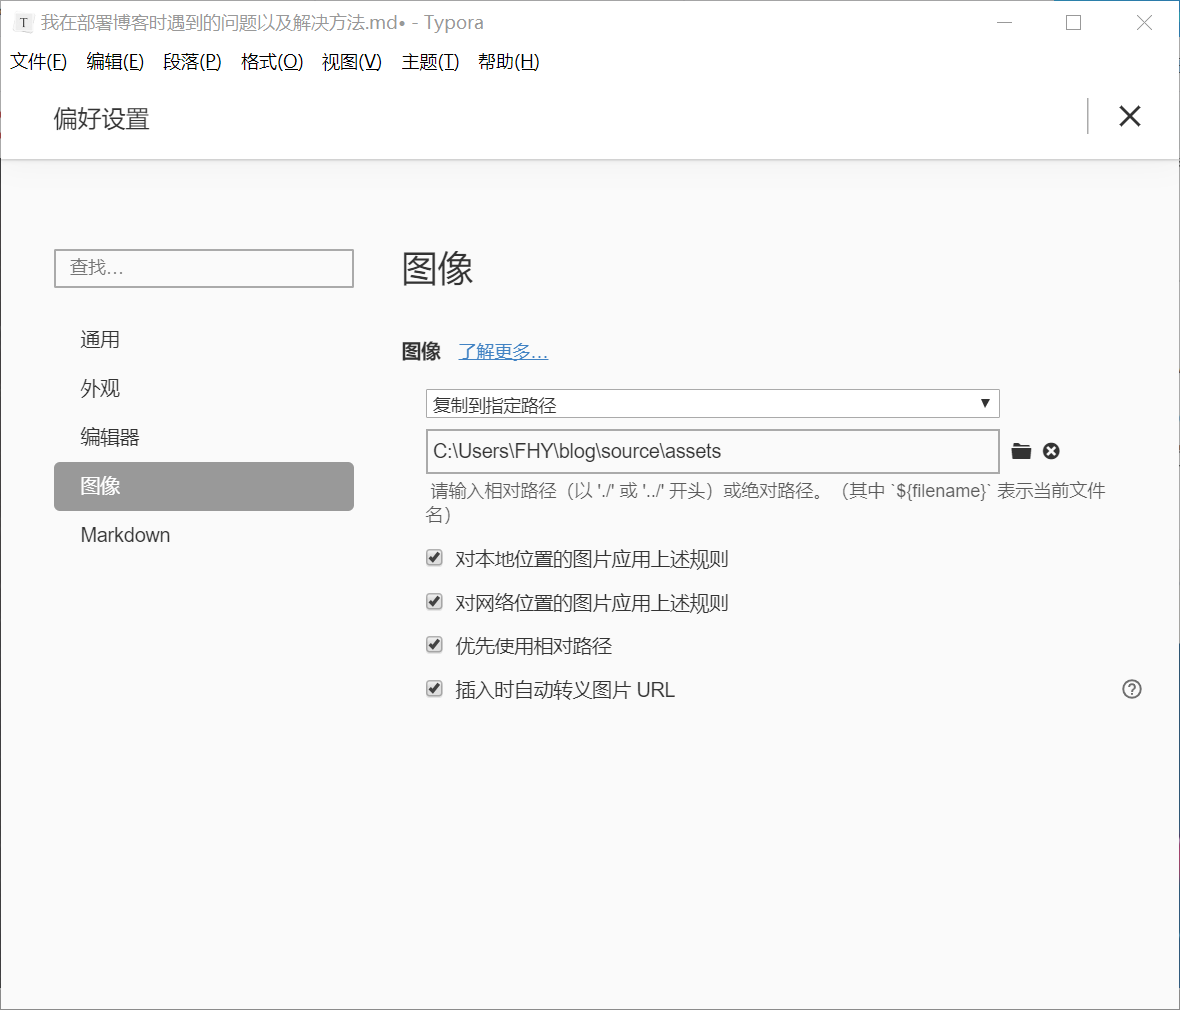 T 我在部署博客时遇到的问题以及解决方法.md• - Typora
文件(F) 编辑(E) 段落(P) 格式(O) 视图(V) 主题(T) 帮助(H)
偏好设置
查找...
通用
外观
编辑器
图像
Markdown
图像
图像 了解更多...
复制到指定路径
C:\Users\FHY\blog\source\assets
请输入相对路径（以 './' 或 '../' 开头）或绝对路径。（其中 `${filename}` 表示当前文件
名）
对本地位置的图片应用上述规则
对网络位置的图片应用上述规则
优先使用相对路径
插入时自动转义图片 URL